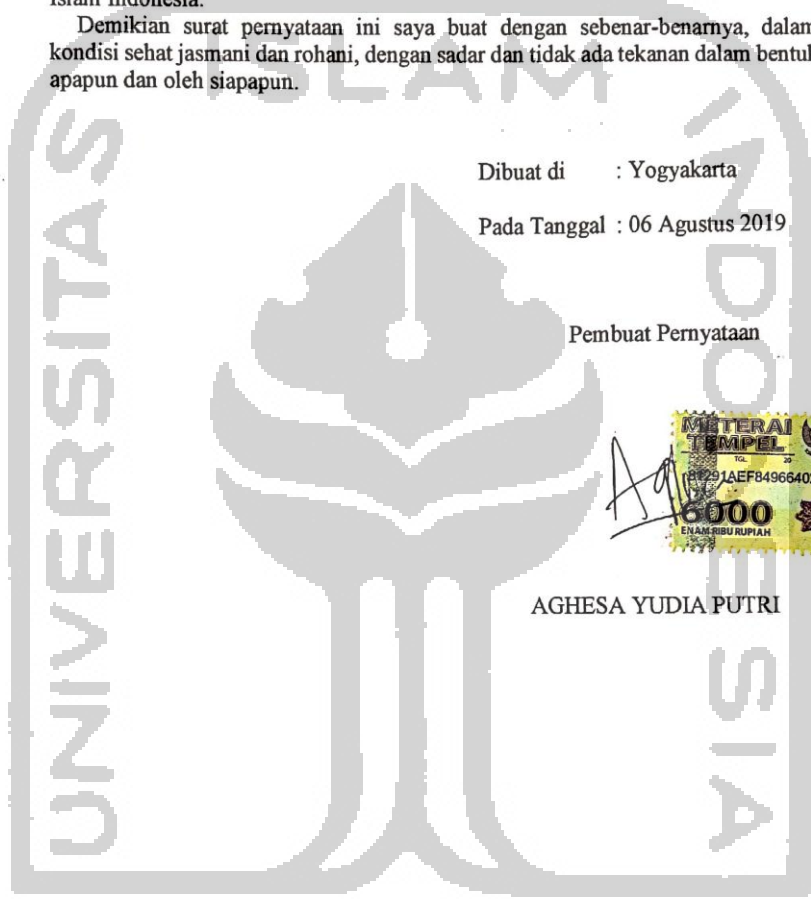 Islam Indonesia.
Demikian surat pernyataan ini saya buat dengan sebenar-benarnya, dalam
kondisi sehat jasmani dan rohani, dengan sadar dan tidak ada tekanan dalam bentuk
apapun dan oleh siapapun.
ISLAM
UNIVERSITAS
INDONESIA
Dibuat di : Yogyakarta
Pada Tanggal : 06 Agustus 2019
Pembuat Pernyataan
METERAI
TEMPEL
TGL 20
6000
ENAM RIBU RUPIAH
AGHESA YUDIA PUTRI